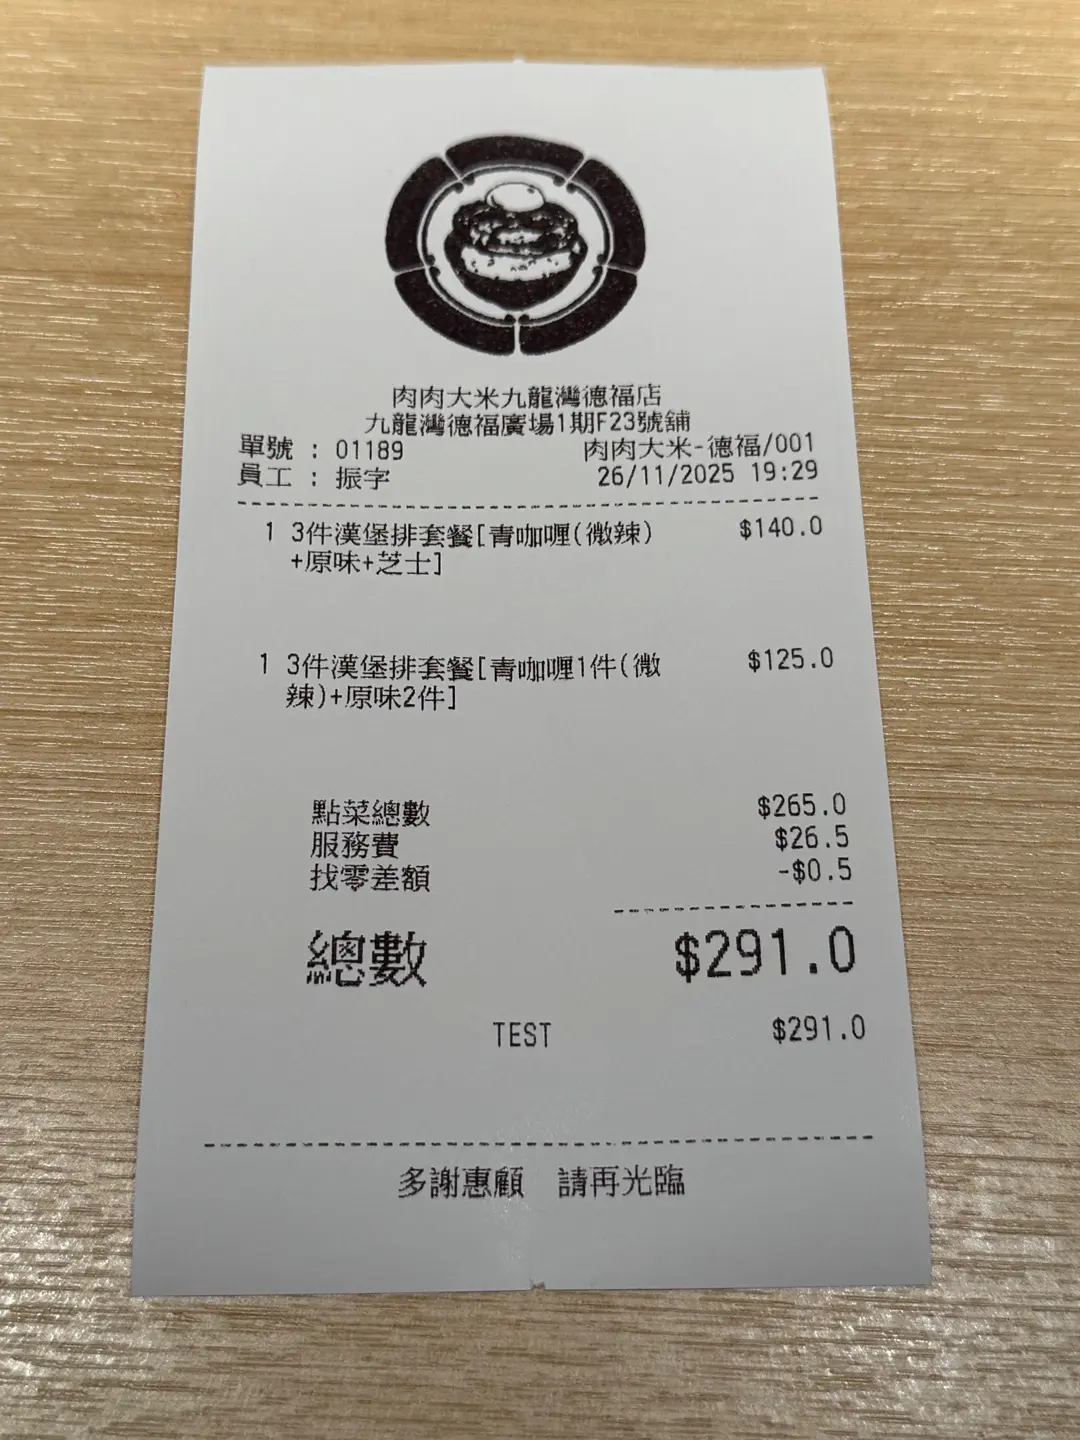 肉肉大米九龍灣德福店
九龍灣德福廣場1期F23號舖
單號 : 01189 肉肉大米-德福/001
員工 : 振字 26/11/2025 19:29
1 3件漢堡排套餐[青咖喱(微辣) $140.0
+原味+芝士]
1 3件漢堡排套餐[青咖喱1件(微 $125.0
辣)+原味2件]
點菜總數 $265.0
服務費 $26.5
找零差額 -$0.5
總數 $291.0
TEST $291.0
多謝惠顧 請再光臨